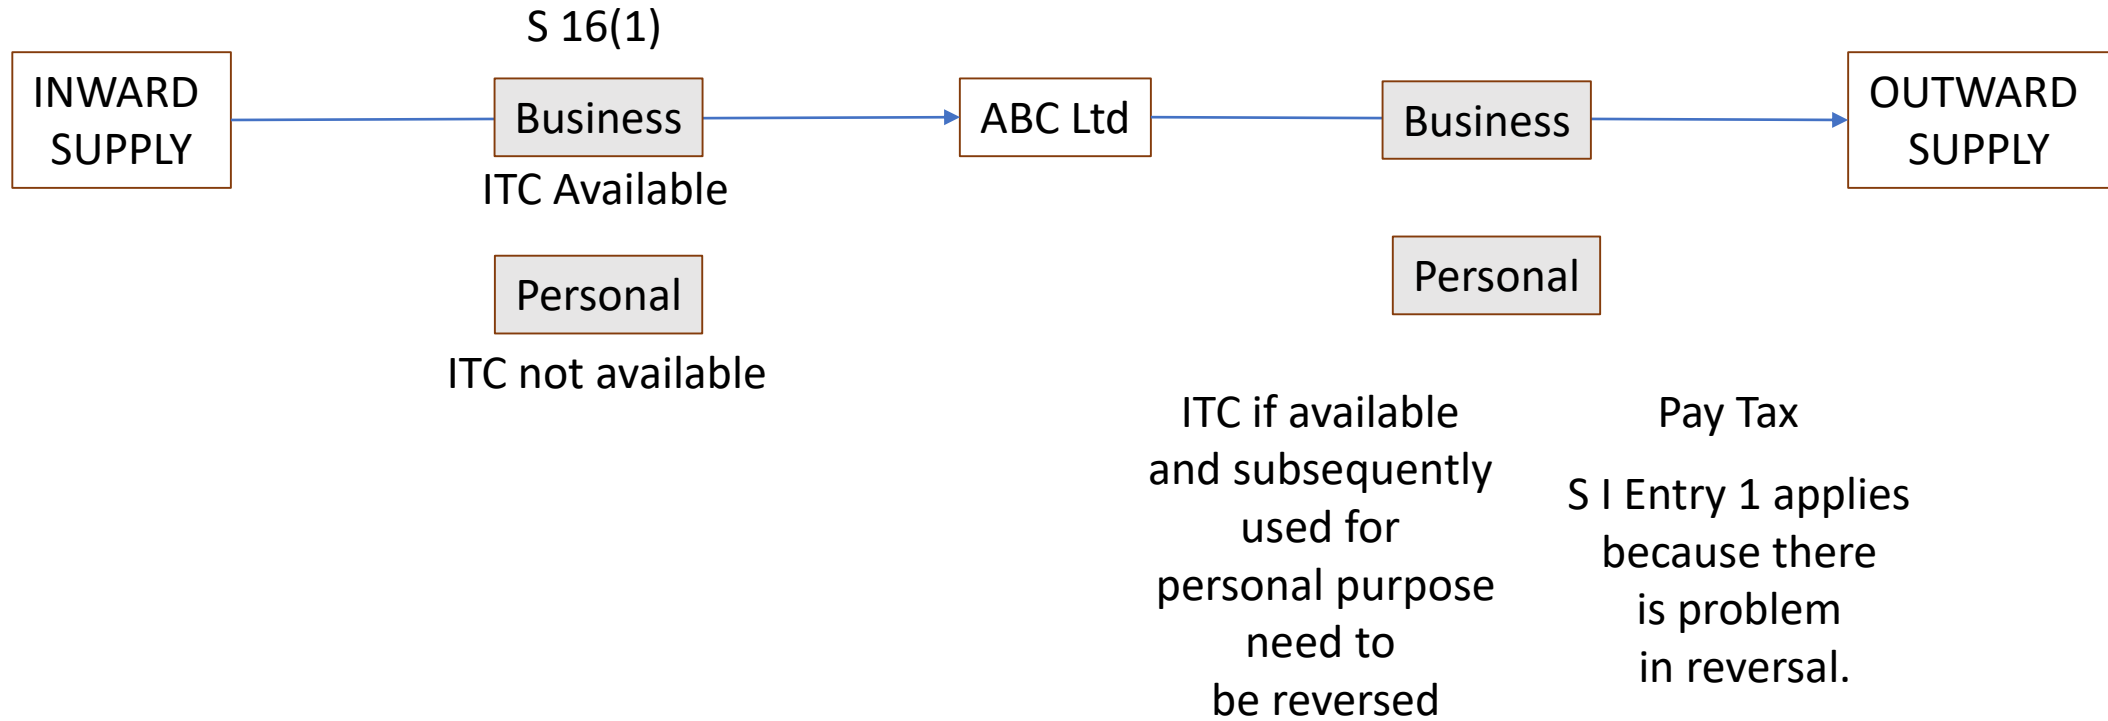 S 16(1)
INWARD
SUPPLY
Business
ABC Ltd
Business
OUTWARD
SUPPLY
ITC Available
Personal
Personal
ITC not available
ITC if available
and subsequently
used for
personal purpose
need to
be reversed
Pay Tax
S I Entry 1 applies
because there
is problem
in reversal.